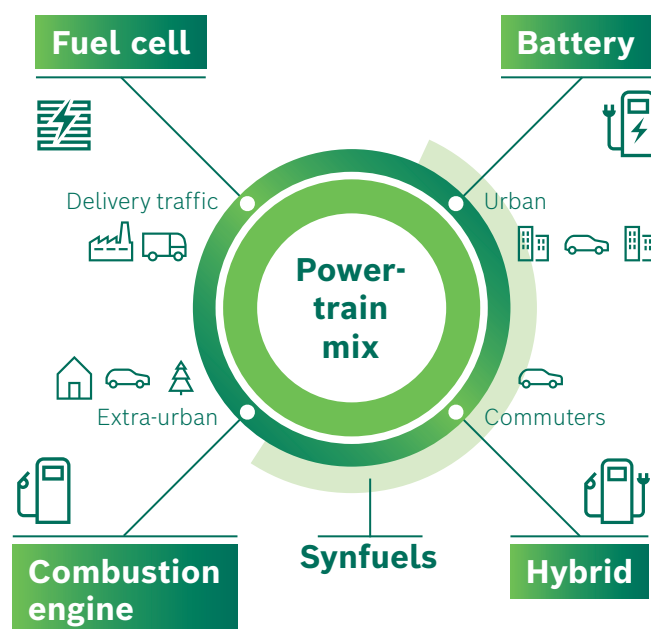 Fuel cell
Battery
Delivery traffic
Urban
Power-
train
mix
Extra-urban
Commuters
Synfuels
Combustion
engine
Hybrid